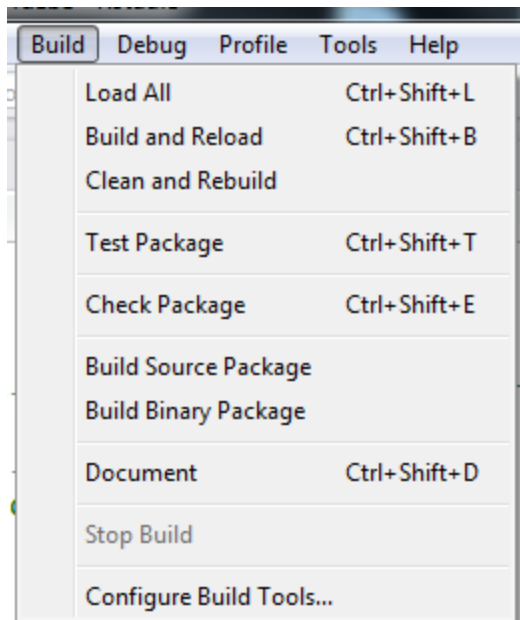 Build Debug Profile Tools Help
Load All Ctrl+Shift+L
Build and Reload Ctrl+Shift+B
Clean and Rebuild
Test Package Ctrl+Shift+T
Check Package Ctrl+Shift+E
Build Source Package
Build Binary Package
Document Ctrl+Shift+D
Stop Build
Configure Build Tools...